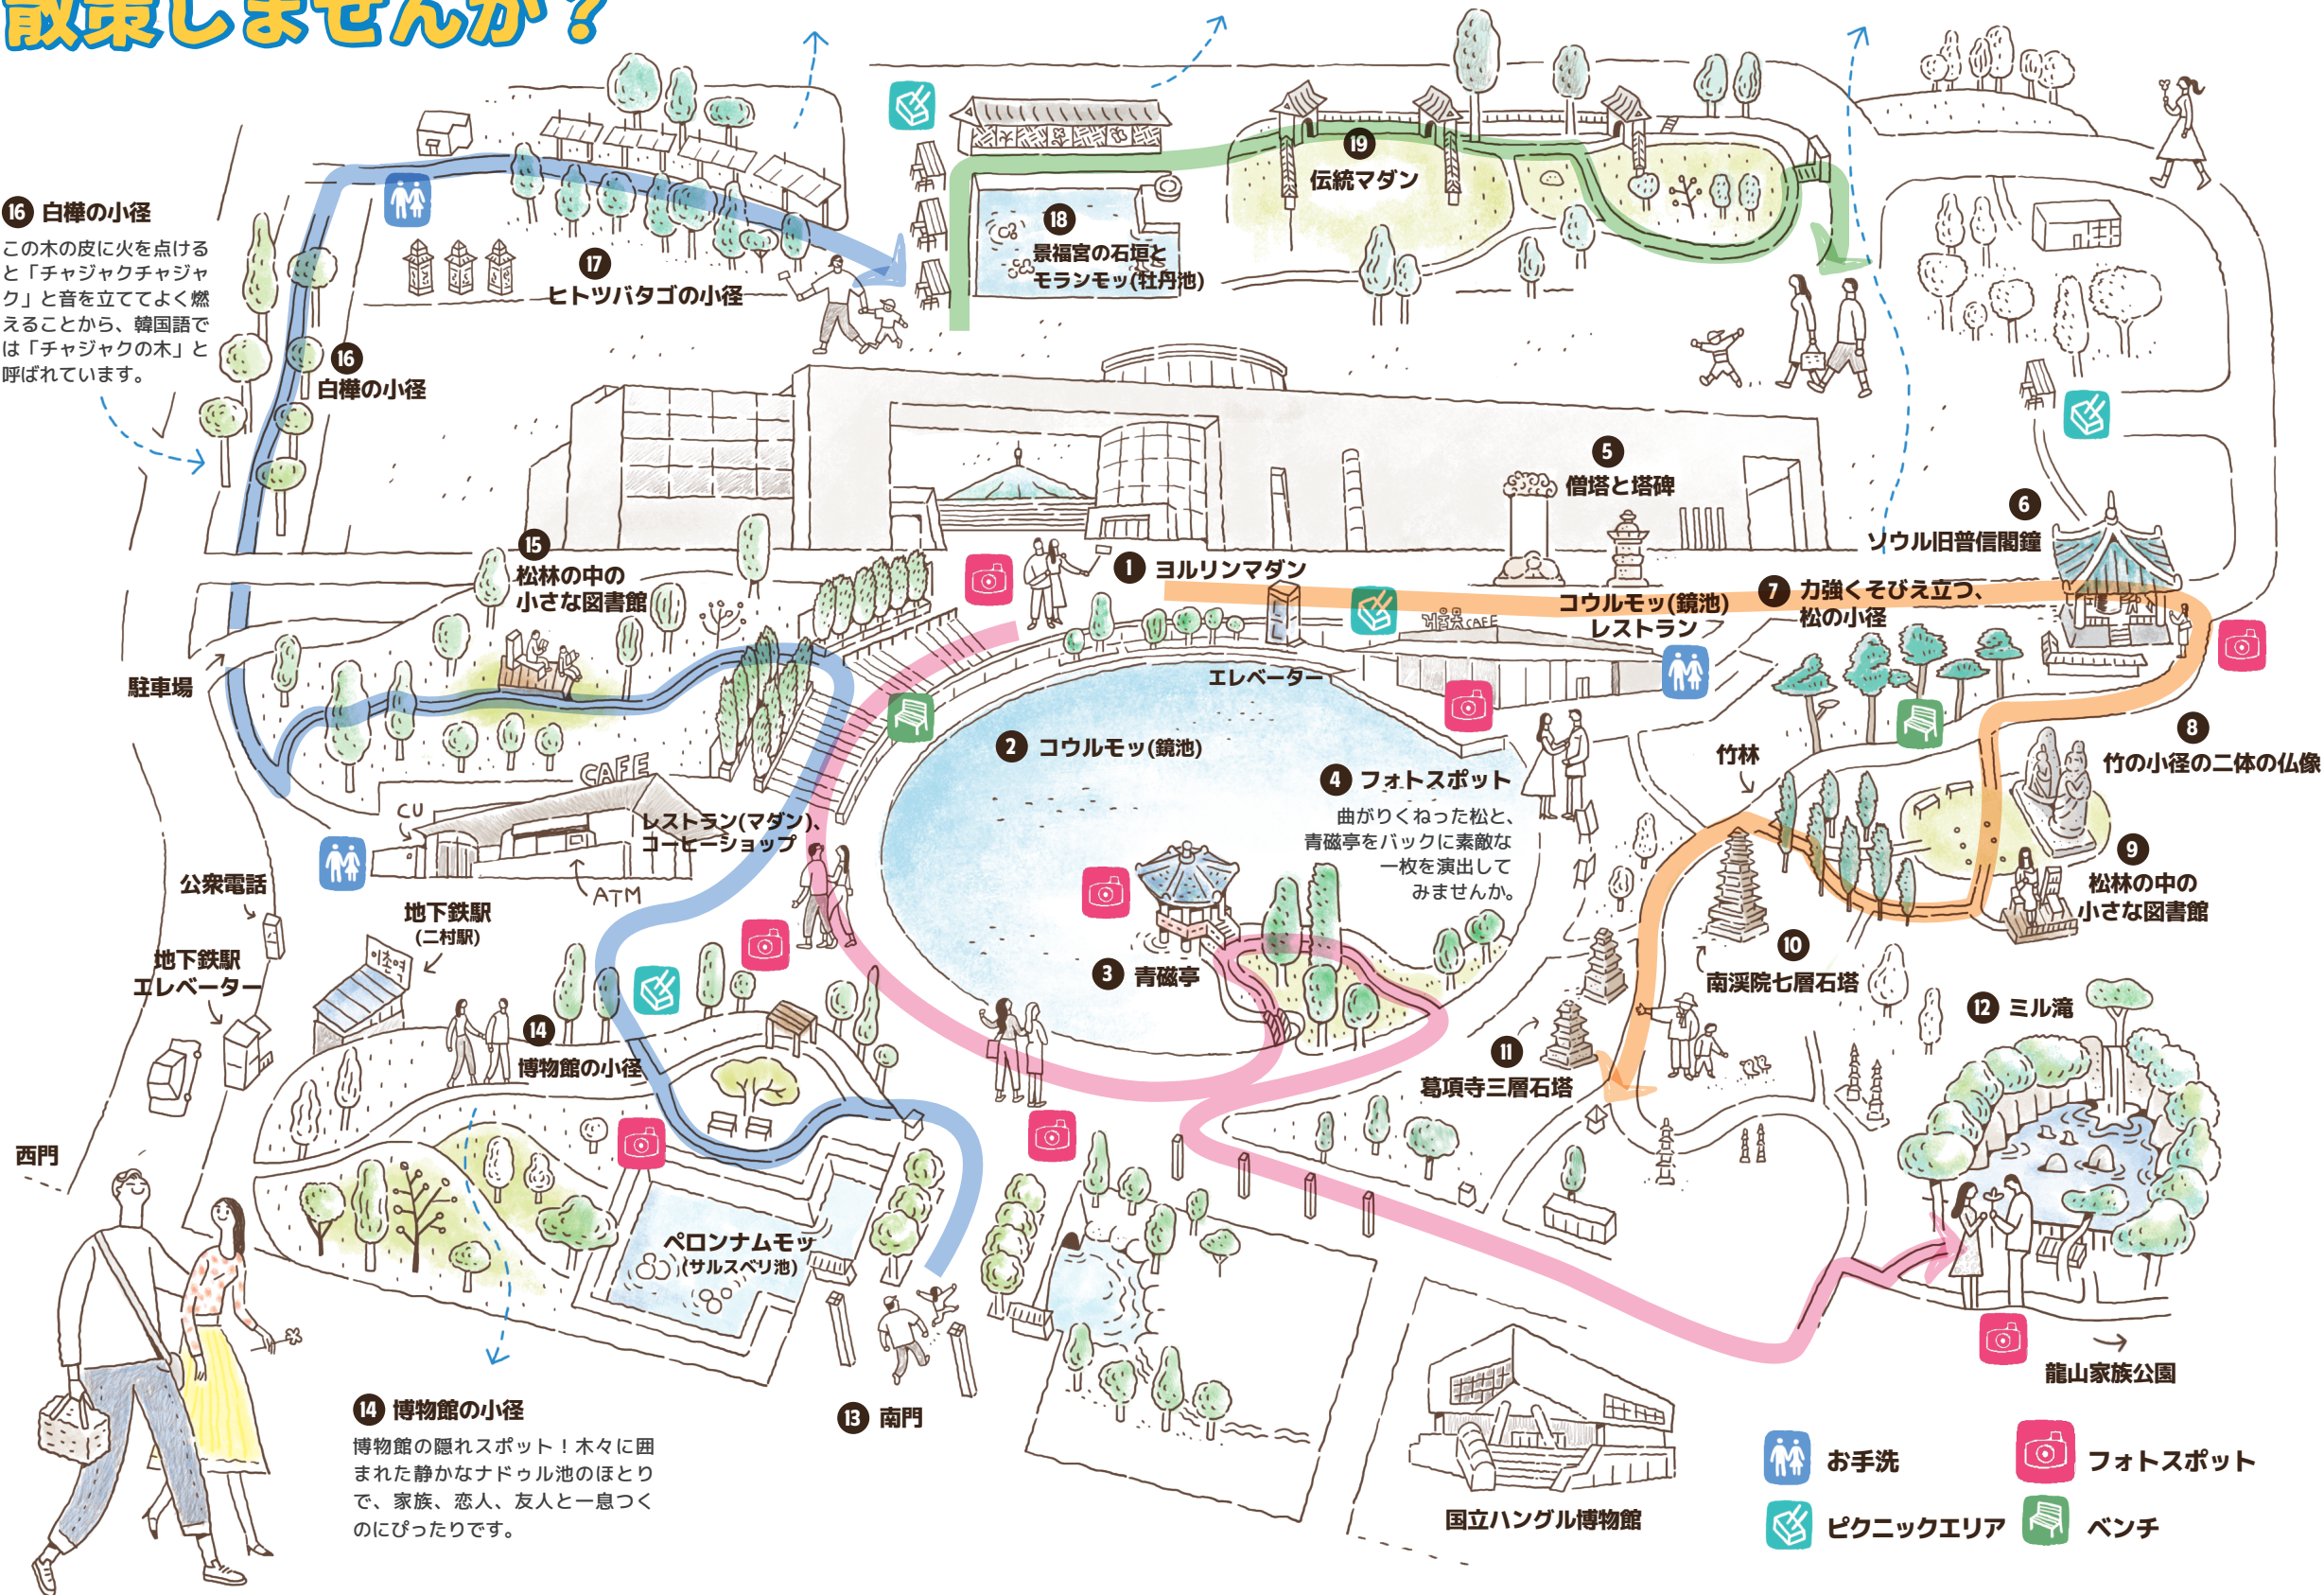 散策しませんか？
16 白樺の小径
この木の皮に火を点ける
と「チャジャクチャジャ
ク」と音を立ててよく燃
えることから、韓国語で
は「チャジャクの木」と
呼ばれています。
16
白樺の小径
17
ヒトツバタゴの小径
18
景福宮の石垣と
モランモッ(牡丹池)
19
伝統マダン
5
僧塔と塔碑
6
ソウル旧普信閣鐘
15
松林の中の
小さな図書館
1 ヨルリンマダン
コウルモッ(鏡池)
レストラン
거울못 CAFE
7 力強くそびえ立つ、
松の小径
エレベーター
駐車場
2 コウルモッ(鏡池)
4 フォトスポット
曲がりくねった松と、
青磁亭をバックに素敵な
一枚を演出して
みませんか。
竹林
8
竹の小径の二体の仏像
9
松林の中の
小さな図書館
CAFE
CU
レストラン(マダン)、
コーヒーショップ
ATM
公衆電話
地下鉄駅
(二村駅)
이촌역
地下鉄駅
エレベーター
3 青磁亭
10
南渓院七層石塔
11
葛項寺三層石塔
12 ミル滝
14
博物館の小径
西門
ペロンナムモッ
(サルスベリ池)
14 博物館の小径
博物館の隠れスポット！木々に囲
まれた静かなナドゥル池のほとり
で、家族、恋人、友人と一息つく
のにぴったりです。
13 南門
国立ハングル博物館
龍山家族公園
お手洗
フォトスポット
ピクニックエリア
ベンチ